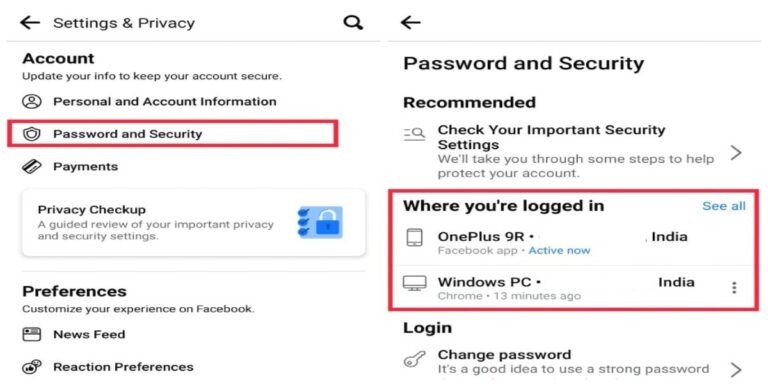 Settings & Privacy
Account
Update your info to keep your account secure.
Personal and Account Information
Password and Security
Payments
Privacy Checkup
A guided review of your important privacy
and security settings.
Preferences
Customize your experience on Facebook.
News Feed
Reaction Preferences
Password and Security
Recommended
Check Your Important Security
Settings
We'll take you through some steps to help
protect your account.
Where you're logged in See all
OnePlus 9R • , India
Facebook app • Active now
Windows PC • India
Chrome • 13 minutes ago
Login
Change password
It's a good idea to use a strong password